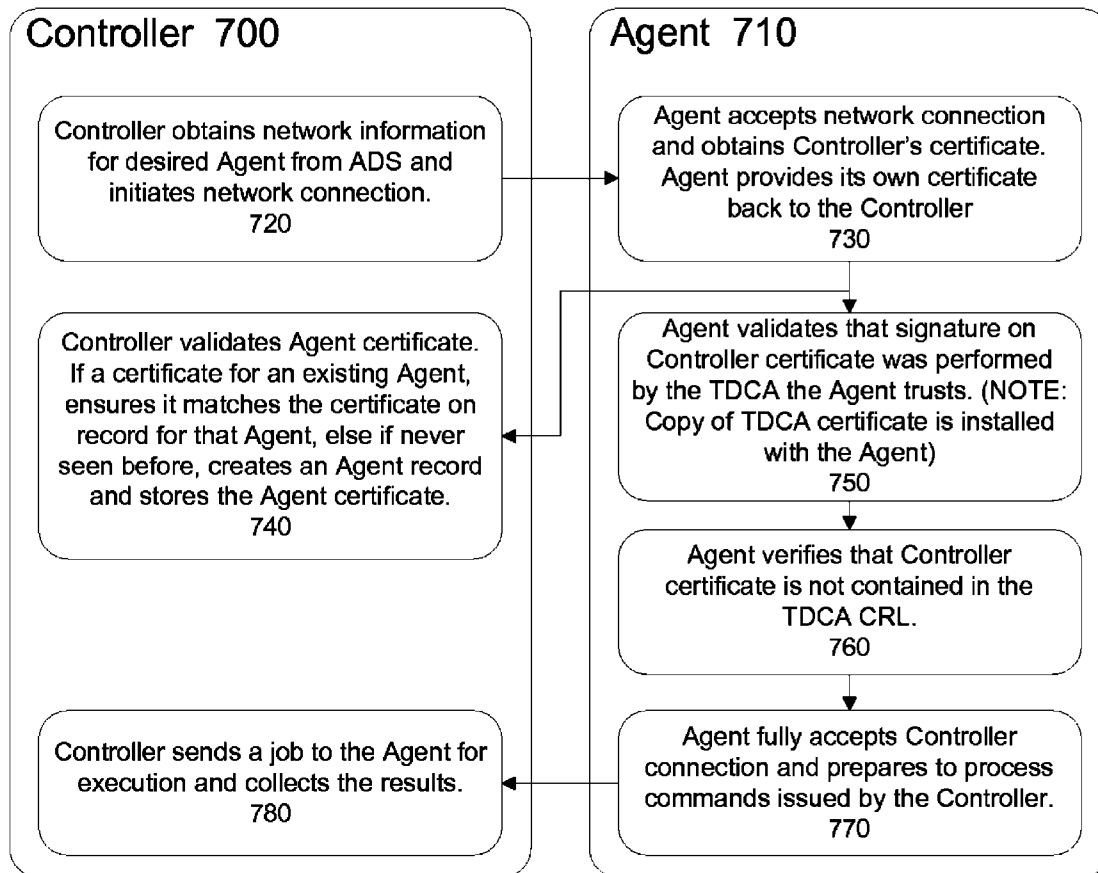 Controller 700
Controller obtains network information
for desired Agent from ADS and
initiates network connection.
720
Controller validates Agent certificate.
If a certificate for an existing Agent,
ensures it matches the certificate on
record for that Agent, else if never
seen before, creates an Agent record
and stores the Agent certificate.
740
Controller sends a job to the Agent for
execution and collects the results.
780
Agent 710
Agent accepts network connection
and obtains Controller's certificate.
Agent provides its own certificate
back to the Controller
730
Agent validates that signature on
Controller certificate was performed
by the TDCA the Agent trusts. (NOTE:
Copy of TDCA certificate is installed
with the Agent)
750
Agent verifies that Controller
certificate is not contained in the
TDCA CRL.
760
Agent fully accepts Controller
connection and prepares to process
commands issued by the Controller.
770